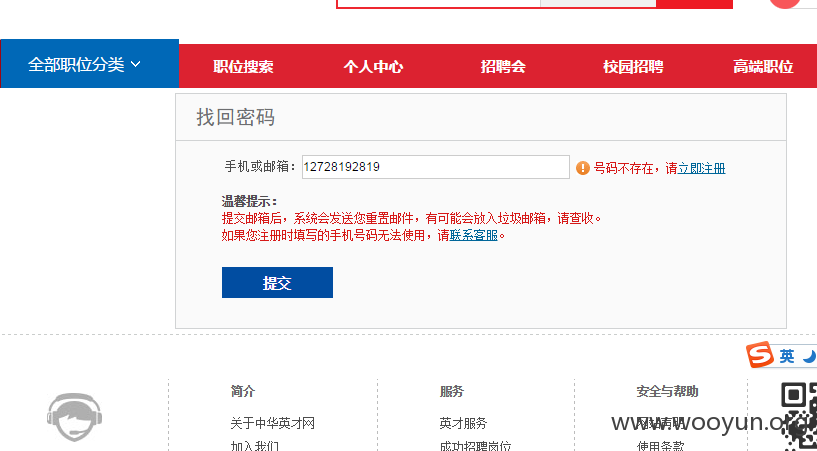 全部职位分类
职位搜索
个人中心
招聘会
校园招聘
高端职位
找回密码
手机或邮箱：12728192819 号码不存在，请立即注册
温馨提示：
提交邮箱后，系统会发送您重置邮件，有可能会放入垃圾邮箱，请查收。
如果您注册时填写的手机号码无法使用，请联系客服。
提交
英
简介
服务
安全与帮助
关于中华英才网
英才服务
www.wooyun.org
加入我们
成功招聘岗位
使用条款